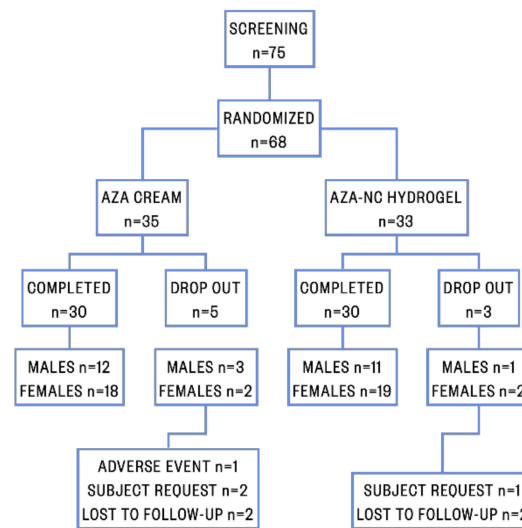 SCREENING
n=75
RANDOMIZED
n=68
AZA CREAM
n=35
AZA-NC HYDROGEL
n=33
COMPLETED
n=30
DROP OUT
n=5
COMPLETED
n=30
DROP OUT
n=3
MALES n=12
FEMALES n=18
MALES n=3
FEMALES n=2
MALES n=11
FEMALES n=19
MALES n=1
FEMALES n=2
ADVERSE EVENT n=1
SUBJECT REQUEST n=2
LOST TO FOLLOW-UP n=2
SUBJECT REQUEST n=1
LOST TO FOLLOW-UP n=2